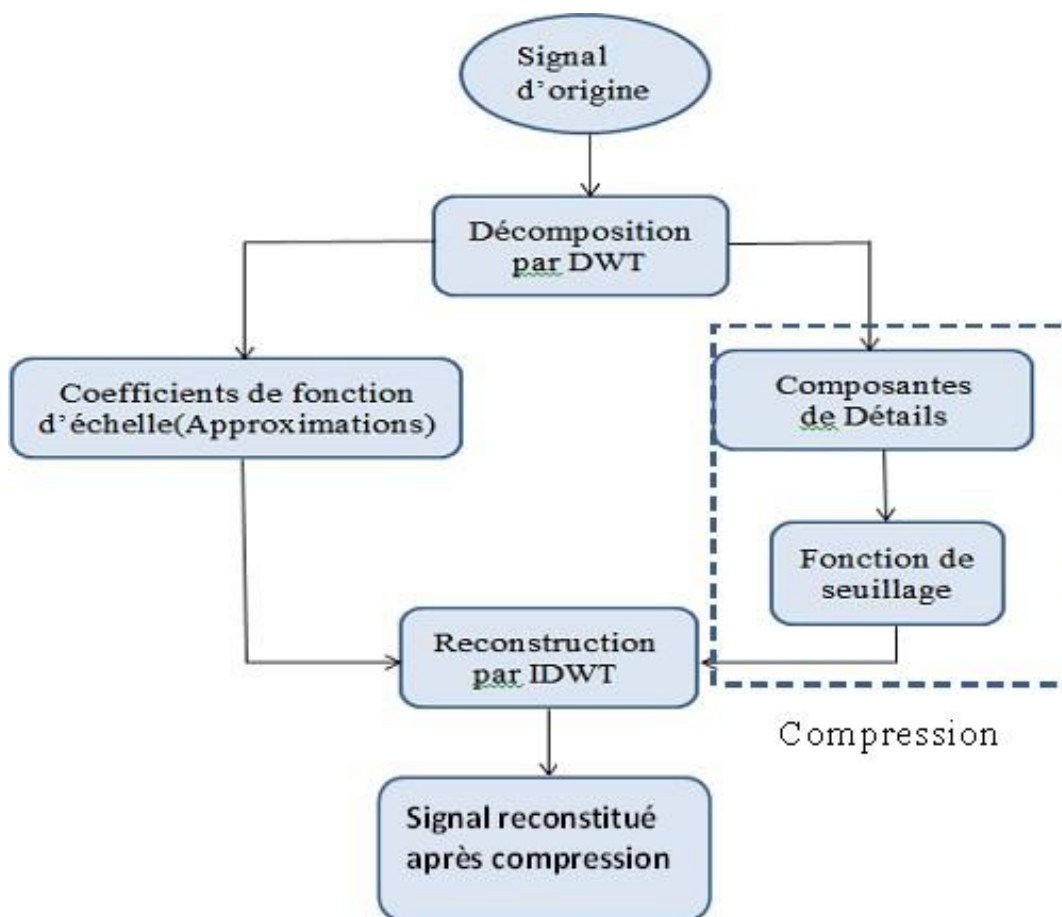 Signal
d'origine
Décomposition
par DWT
Coefficients de fonction
d'échelle(Approximations)
Composantes
de Détails
Fonction de
seuillage
Reconstruction
par IDWT
Compression
Signal reconstitué
après compression